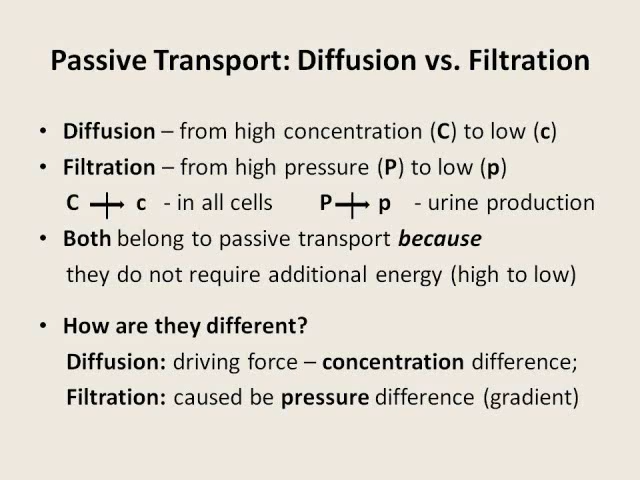 Passive Transport: Diffusion vs. Filtration
• Diffusion – from high concentration (C) to low (c)
• Filtration – from high pressure (P) to low (p)
C → c - in all cells P → p - urine production
• Both belong to passive transport because
they do not require additional energy (high to low)
• How are they different?
Diffusion: driving force – concentration difference;
Filtration: caused be pressure difference (gradient)